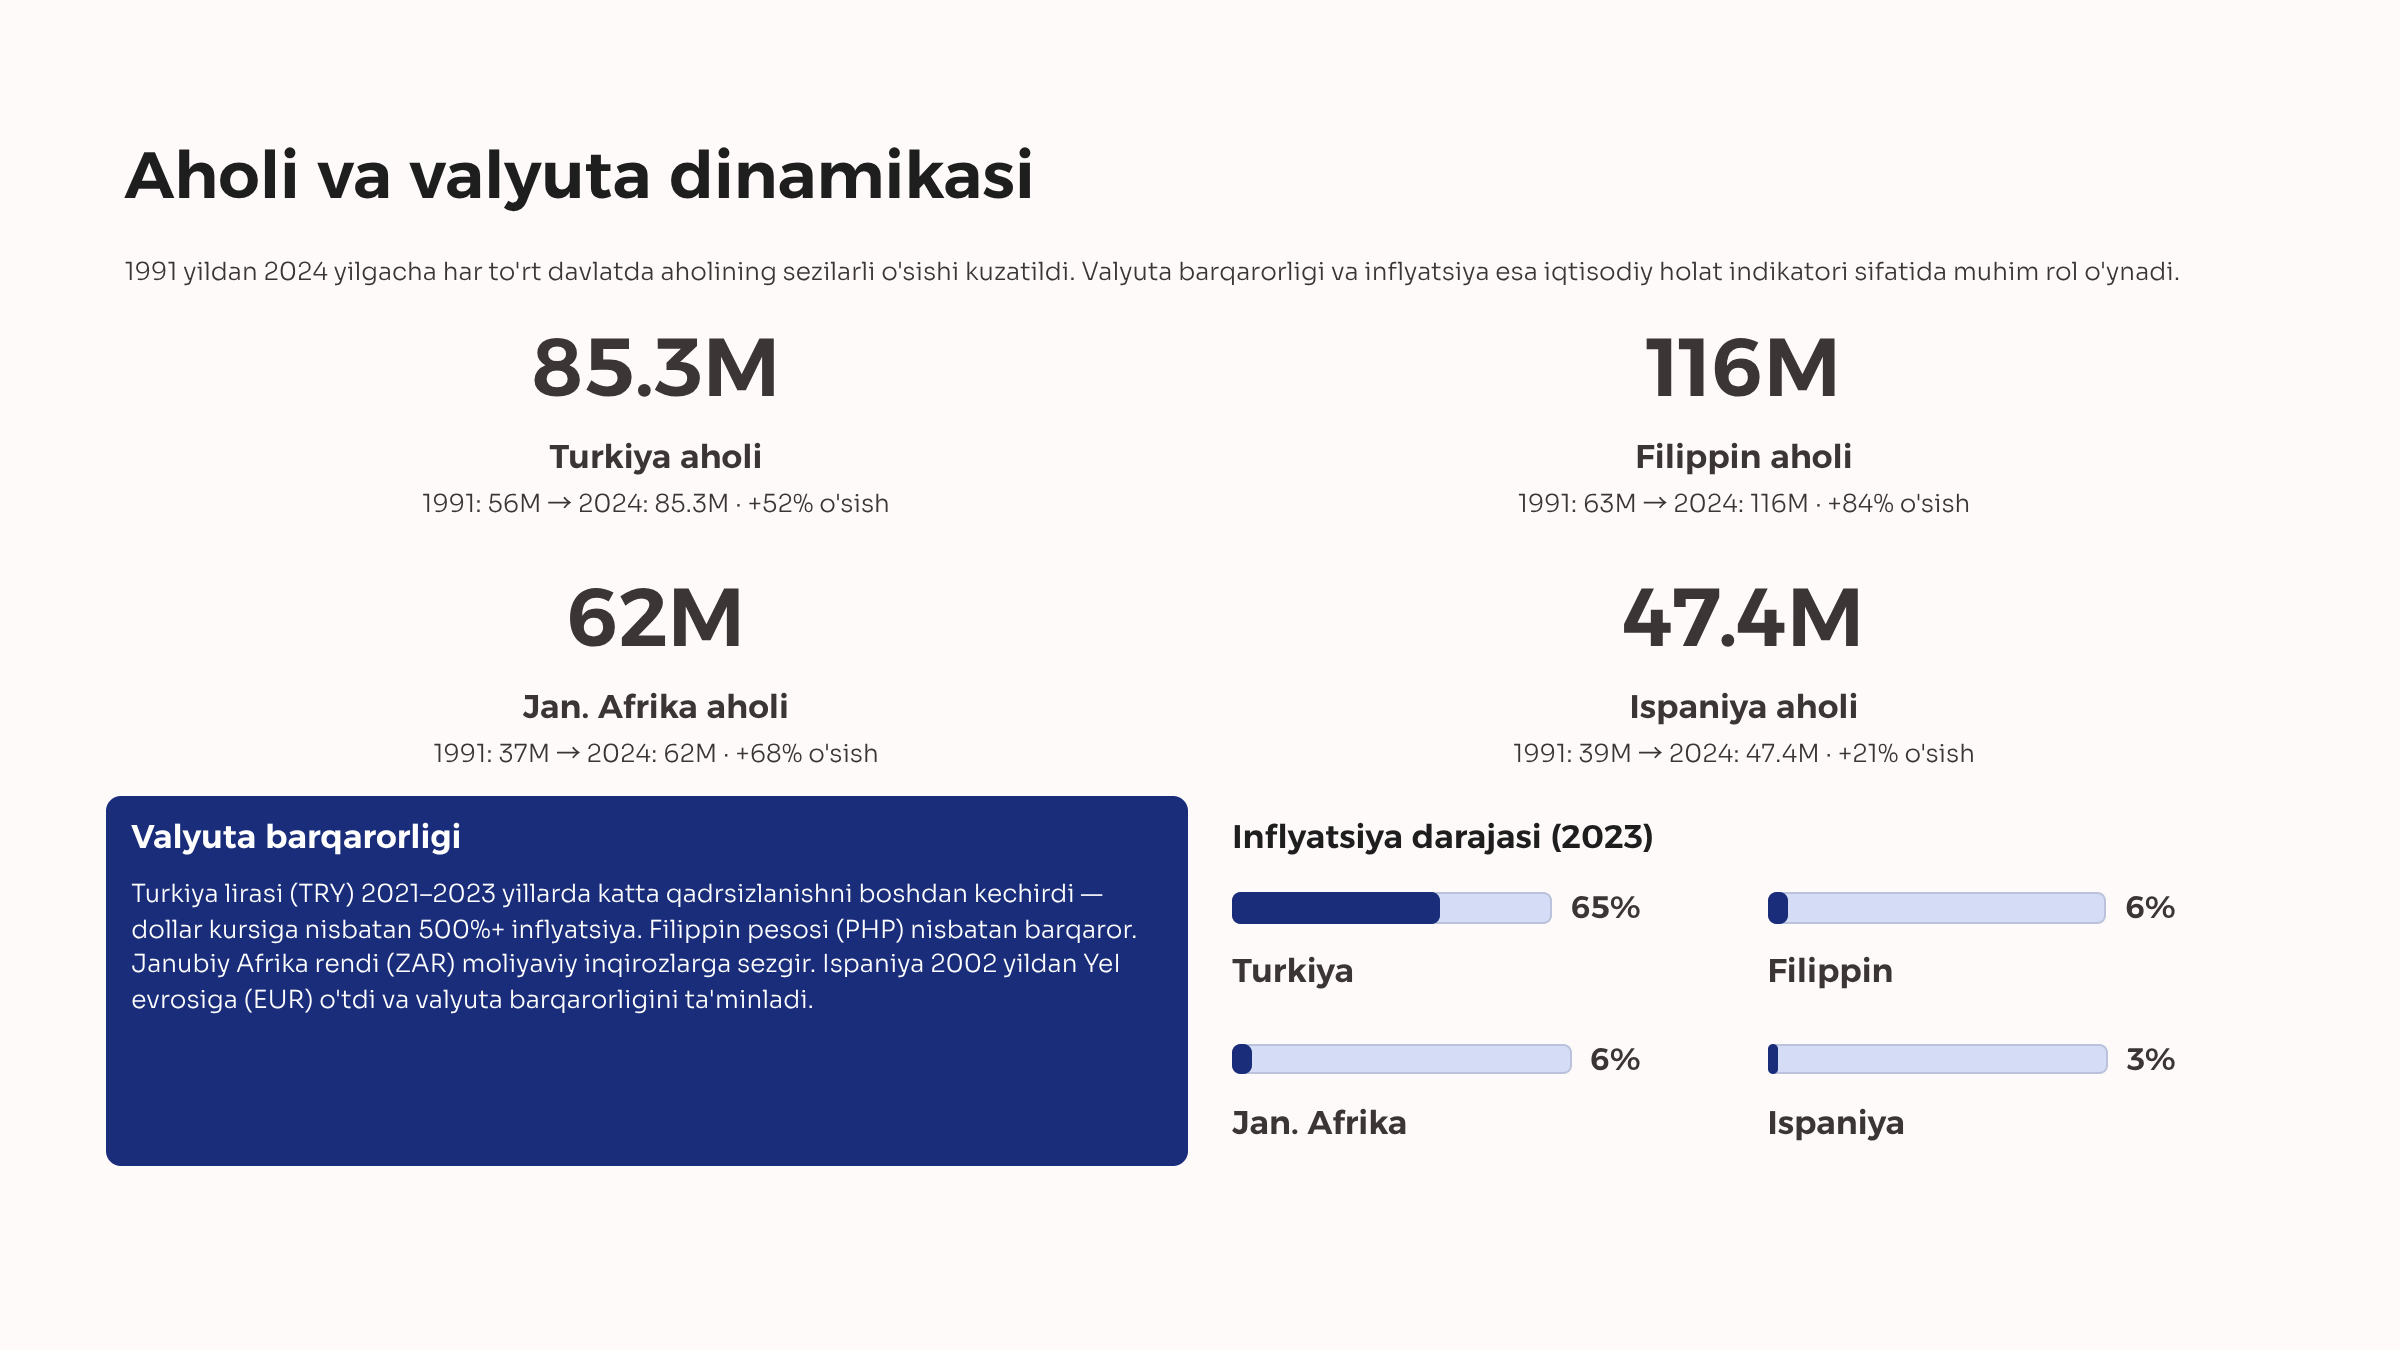 Aholi va valyuta dinamikasi
1991 yildan 2024 yilgacha har to'rt davlatda aholining sezilarli o'sishi kuzatildi. Valyuta barqarorligi va inflyatsiya esa iqtisodiy holat indikatori sifatida muhim rol o'ynadi.
85.3M
Turkiya aholi
1991: 56M → 2024: 85.3M · +52% o'sish
116M
Filippin aholi
1991: 63M → 2024: 116M · +84% o'sish
62M
Jan. Afrika aholi
1991: 37M → 2024: 62M · +68% o'sish
47.4M
Ispaniya aholi
1991: 39M → 2024: 47.4M · +21% o'sish
Valyuta barqarorligi
Turkiya lirasi (TRY) 2021–2023 yillarda katta qadrsizlanishni boshdan kechirdi —
dollar kursiga nisbatan 500%+ inflyatsiya. Filippin pesosi (PHP) nisbatan barqaror.
Janubiy Afrika rendi (ZAR) moliyaviy inqirozlarga sezgir. Ispaniya 2002 yildan Yel
evrosiga (EUR) o'tdi va valyuta barqarorligini ta'minladi.
Inflyatsiya darajasi (2023)
65%
Turkiya
6%
Filippin
6%
Jan. Afrika
3%
Ispaniya